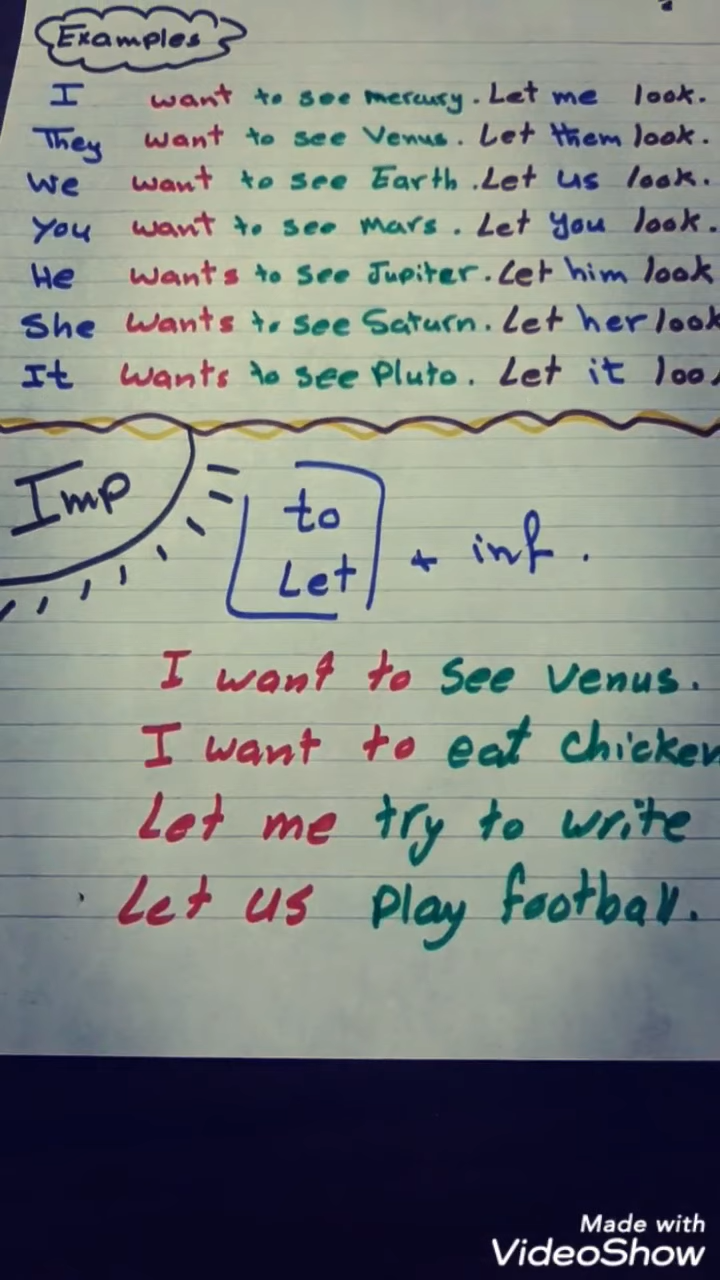 Examples
I want to see mercury. Let me look.
They want to see Venus. Let them look.
We want to see Earth. Let us look.
You want to see Mars. Let you look.
He wants to see Jupiter. Let him look
She wants to see Saturn. Let her look
It wants to see Pluto. Let it loo
Imp
to
Let + inf.
I want to see Venus.
I want to eat chicken
Let me try to write
Let us play football.
Made with
VideoShow